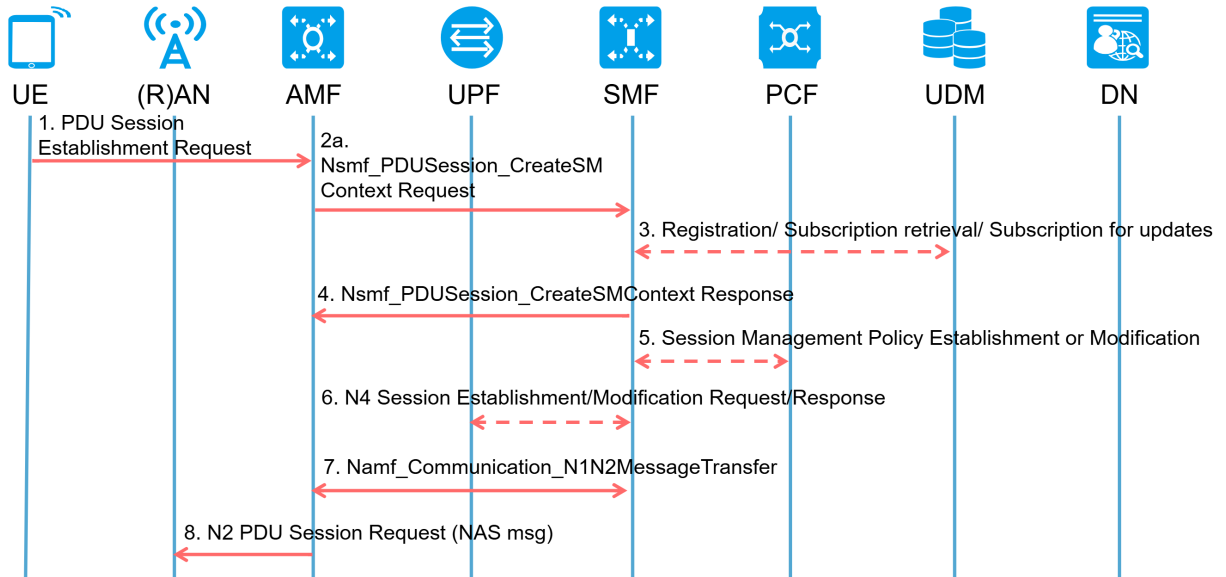 UE
(R)AN
AMF
UPF
SMF
PCF
UDM
DN
1. PDU Session
Establishment Request
2a.
Nsmf_PDUSession_CreateSM
Context Request
3. Registration/ Subscription retrieval/ Subscription for updates
4. Nsmf_PDUSession_CreateSMContext Response
5. Session Management Policy Establishment or Modification
6. N4 Session Establishment/Modification Request/Response
7. Namf_Communication_N1N2MessageTransfer
8. N2 PDU Session Request (NAS msg)